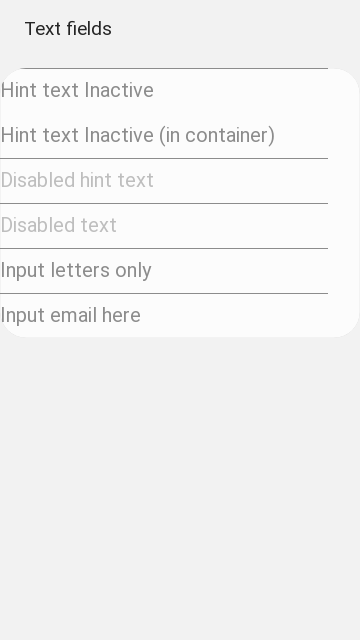 Text fields
Hint text Inactive
Hint text Inactive (in container)
Disabled hint text
Disabled text
Input letters only
Input email here